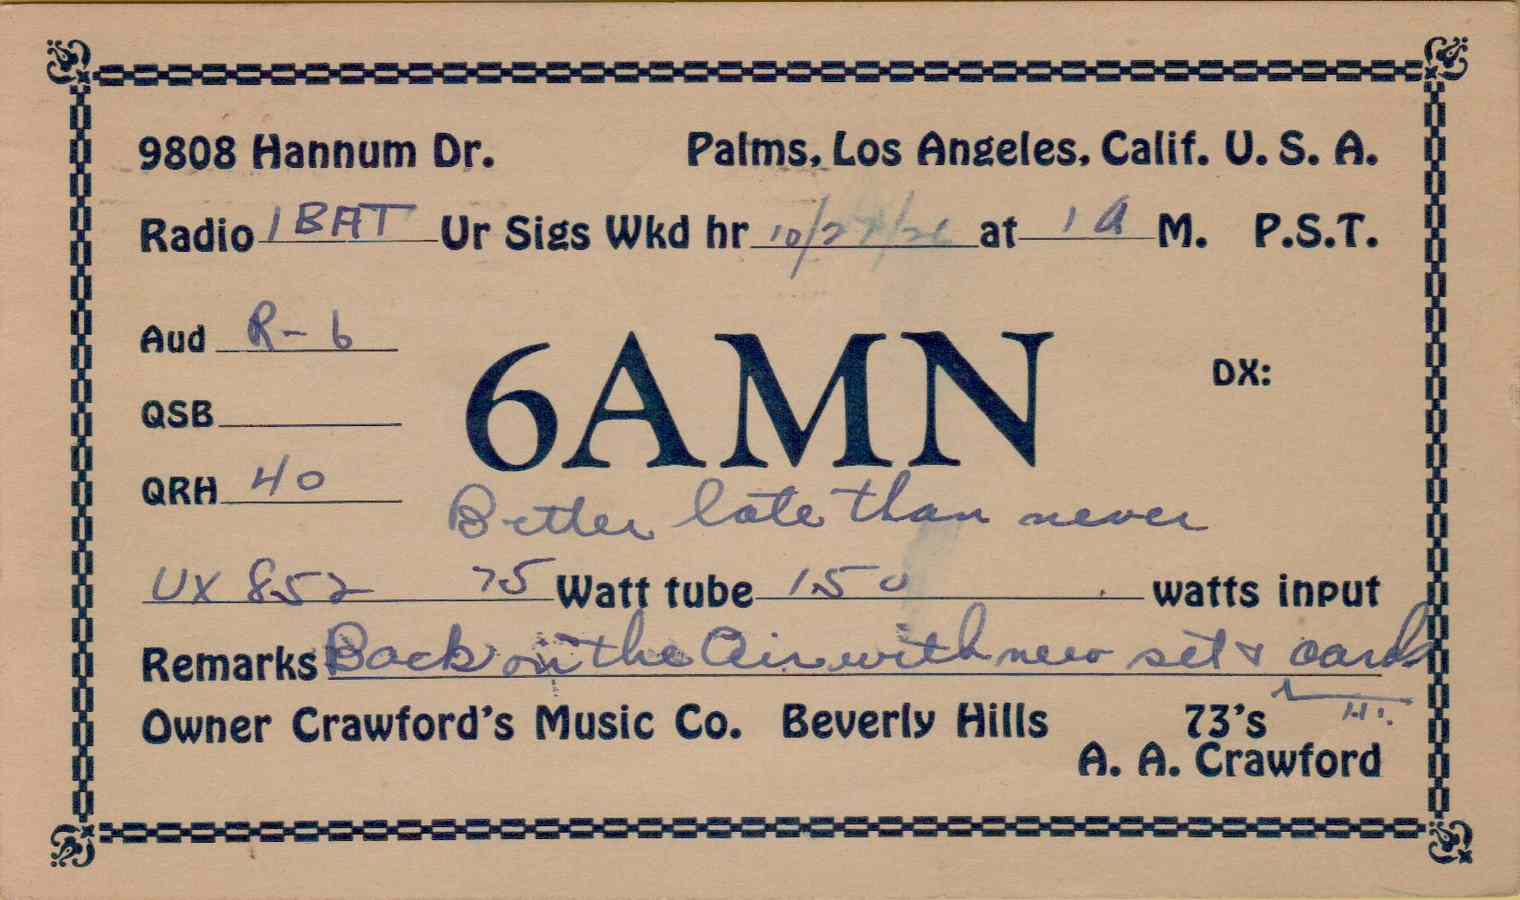 9808 Hannum Dr. Palms, Los Angeles, Calif. U. S. A.
Radio 1BAT Ur Sigs Wkd hr 10/27/26 at 1 A M. P.S.T.
Aud R-6
6AMN
DX:
QSB
QRH 40
Better late than never
UX 852 75 Watt tube 150 watts input
Remarks Back on the Air with new set & cards
Hi.
Owner Crawford's Music Co. Beverly Hills 73's
A. A. Crawford